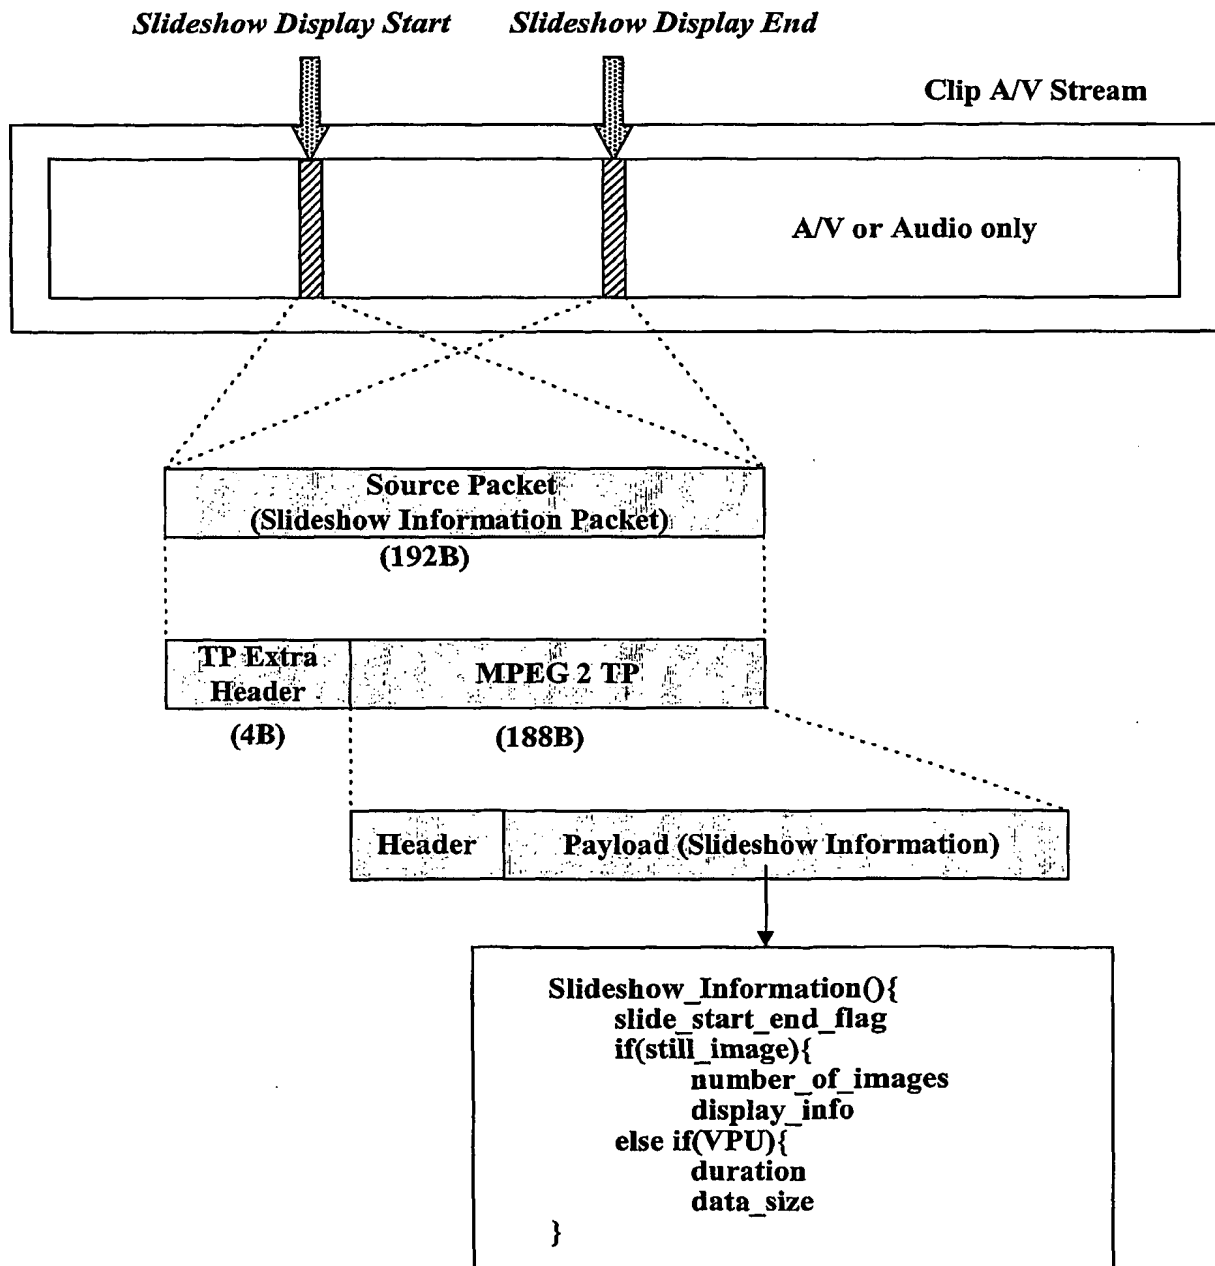 Slideshow Display Start Slideshow Display End
Clip A/V Stream
A/V or Audio only
Source Packet
(Slideshow Information Packet)
(192B)
TP Extra
Header
MPEG 2 TP
(4B) (188B)
Header Payload (Slideshow Information)
Slideshow_Information(){
slide_start_end_flag
if(still_image){
number_of_images
display_info
else if(VPU){
duration
data_size
}